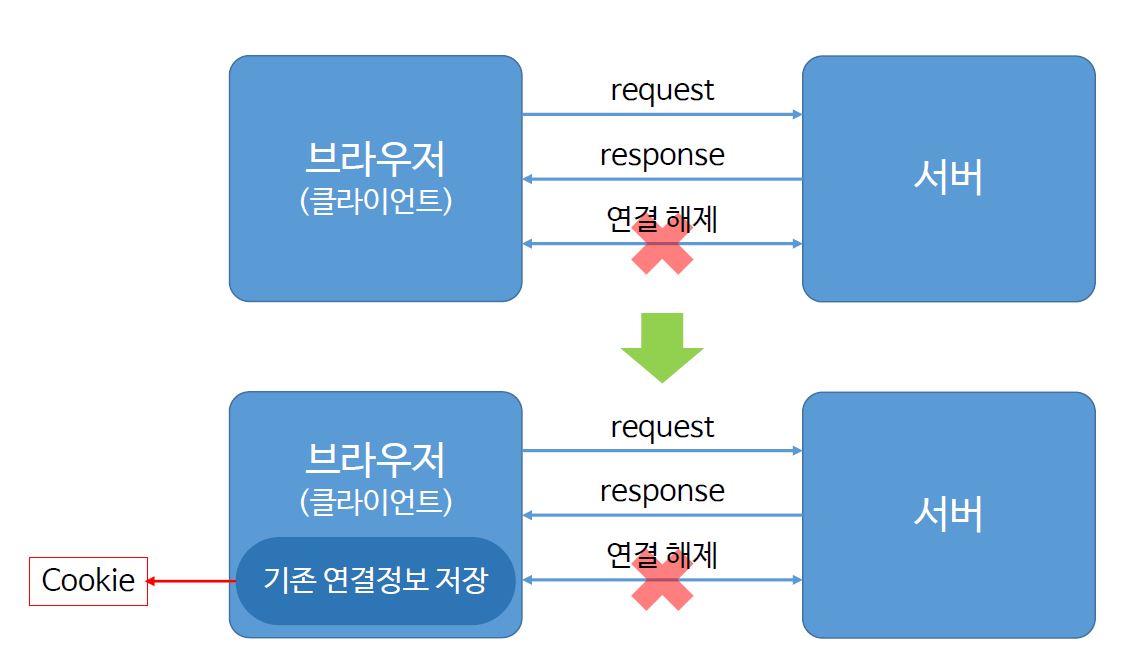 브라우저
(클라이언트)
request
response
연결 해제
서버
브라우저
(클라이언트)
기존 연결정보 저장
Cookie
request
response
연결 해제
서버